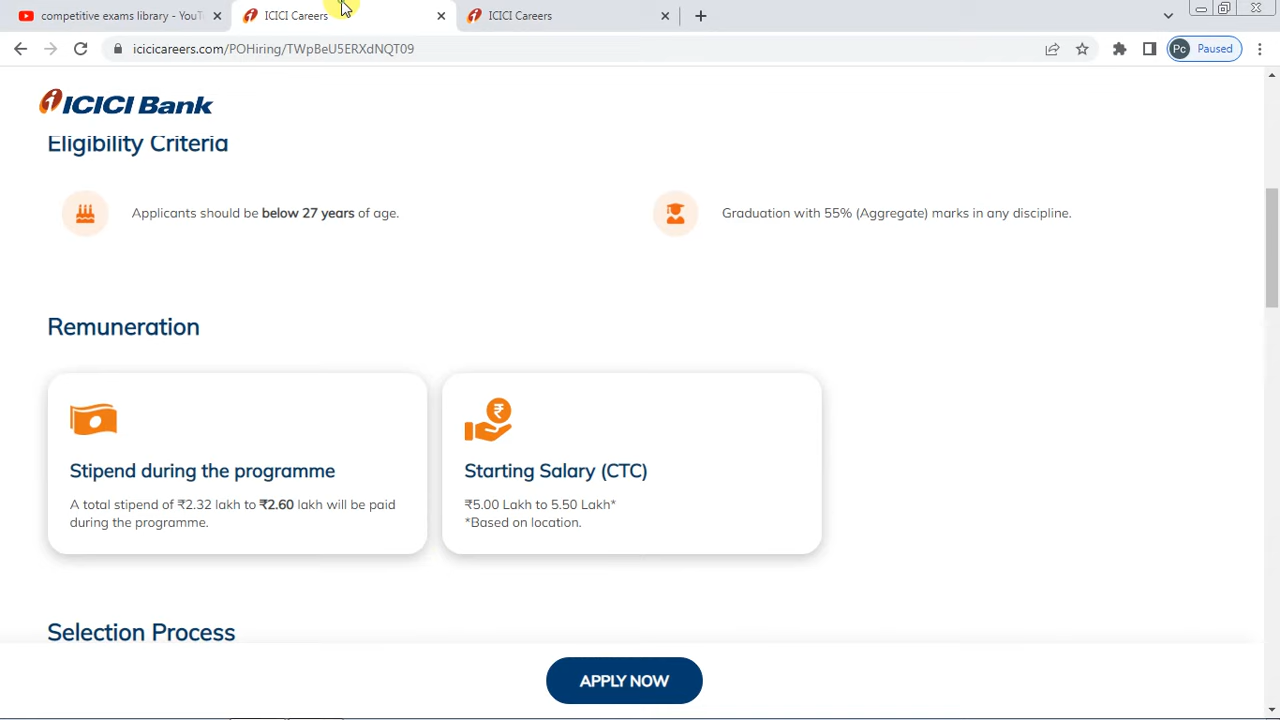 competitive exams library - YouT
ICICI Careers
ICICI Careers
icicicareers.com/POHiring/TWpBeU5ERXdNQT09
Pc Paused
ICICI Bank
Eligibility Criteria
Applicants should be below 27 years of age.
Graduation with 55% (Aggregate) marks in any discipline.
Remuneration
Stipend during the programme
A total stipend of ₹2.32 lakh to ₹2.60 lakh will be paid
during the programme.
Starting Salary (CTC)
₹5.00 Lakh to 5.50 Lakh*
*Based on location.
Selection Process
APPLY NOW